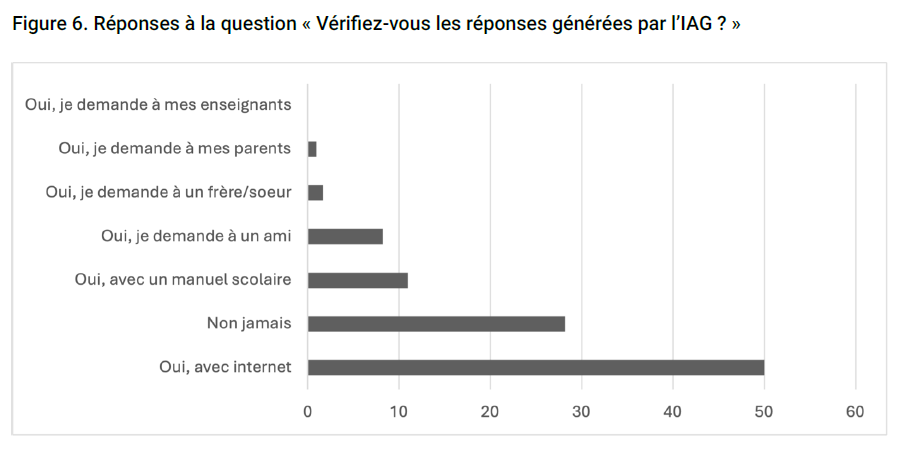 Figure 6. Réponses à la question « Vérifiez-vous les réponses générées par l’IAG ? »
Oui, je demande à mes enseignants
Oui, je demande à mes parents
Oui, je demande à un frère/soeur
Oui, je demande à un ami
Oui, avec un manuel scolaire
Non jamais
Oui, avec internet
0 10 20 30 40 50 60